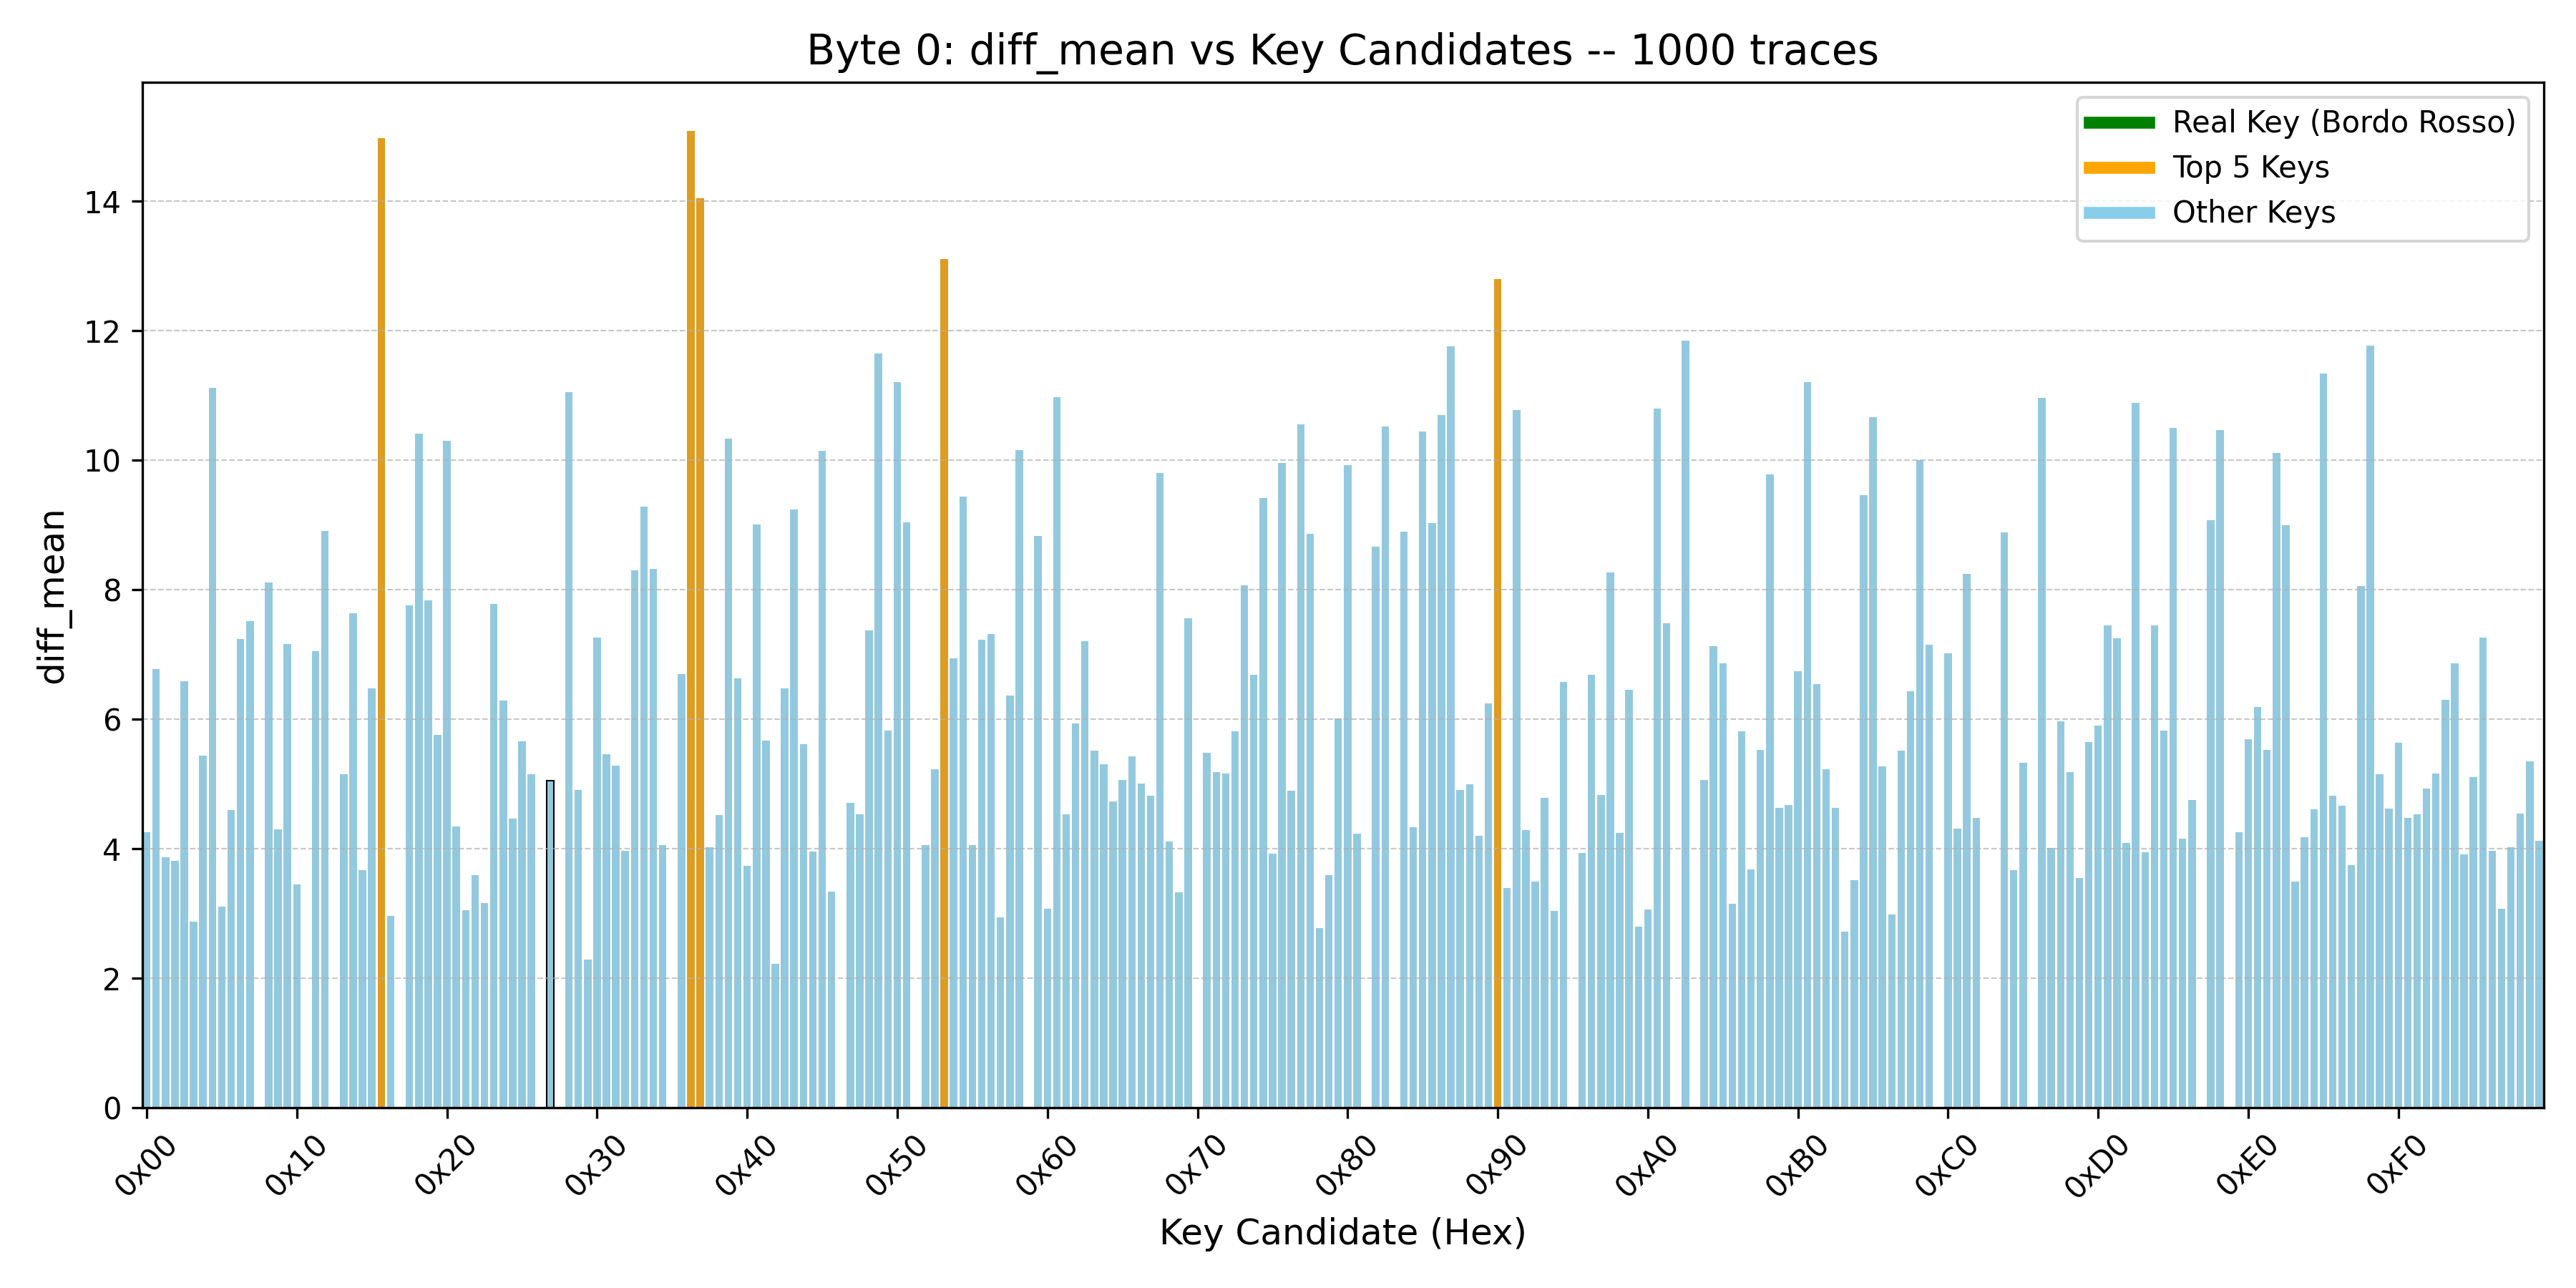 Byte 0: diff_mean vs Key Candidates -- 1000 traces
Real Key (Bordo Rosso)
Top 5 Keys
Other Keys
diff_mean
14
12
10
8
6
4
2
0
0x00
0x10
0x20
0x30
0x40
0x50
0x60
0x70
0x80
0x90
0xA0
0xB0
0xC0
0xD0
0xE0
0xF0
Key Candidate (Hex)